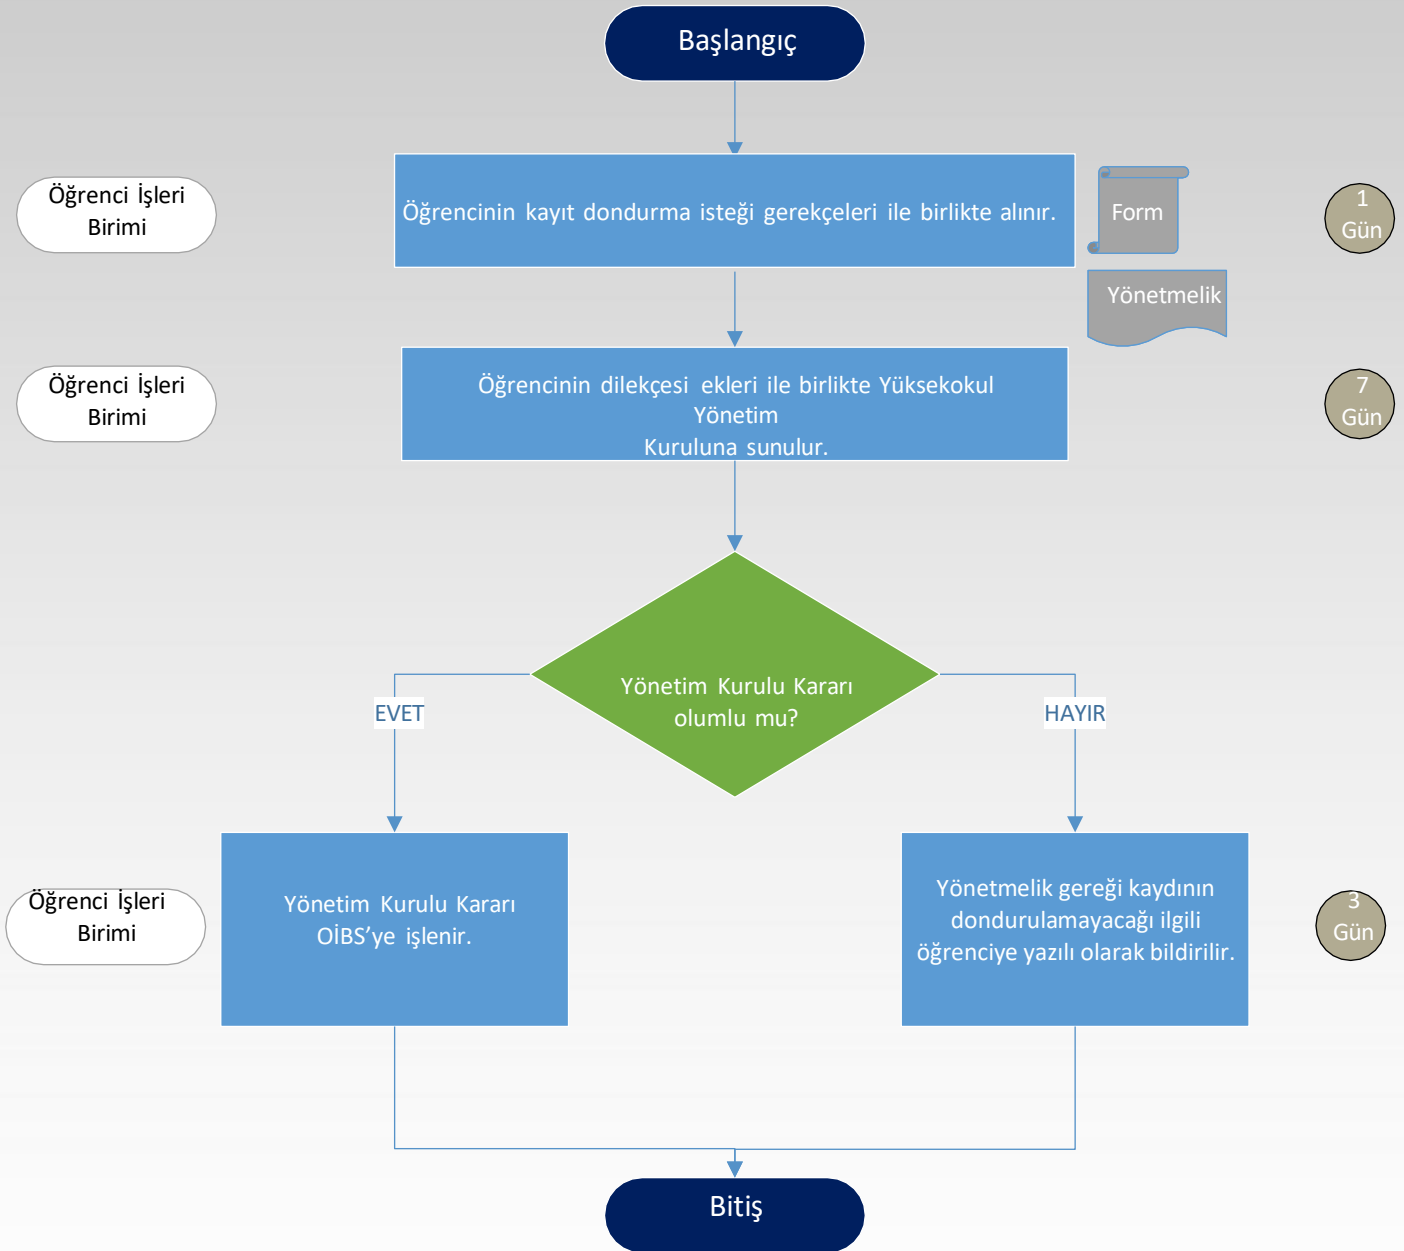 Başlangıç
Öğrenci İşleri
Birimi
Öğrencinin kayıt dondurma isteği gerekçeleri ile birlikte alınır.
Form
1
Gün
Yönetmelik
Öğrenci İşleri
Birimi
Öğrencinin dilekçesi ekleri ile birlikte Yüksekokul
Yönetim
Kuruluna sunulur.
7
Gün
Yönetim Kurulu Kararı
olumlu mu?
EVET
HAYIR
Öğrenci İşleri
Birimi
Yönetim Kurulu Kararı
OİBS’ye işlenir.
Yönetmelik gereği kaydının
dondurulamayacağı ilgili
öğrenciye yazılı olarak bildirilir.
3
Gün
Bitiş